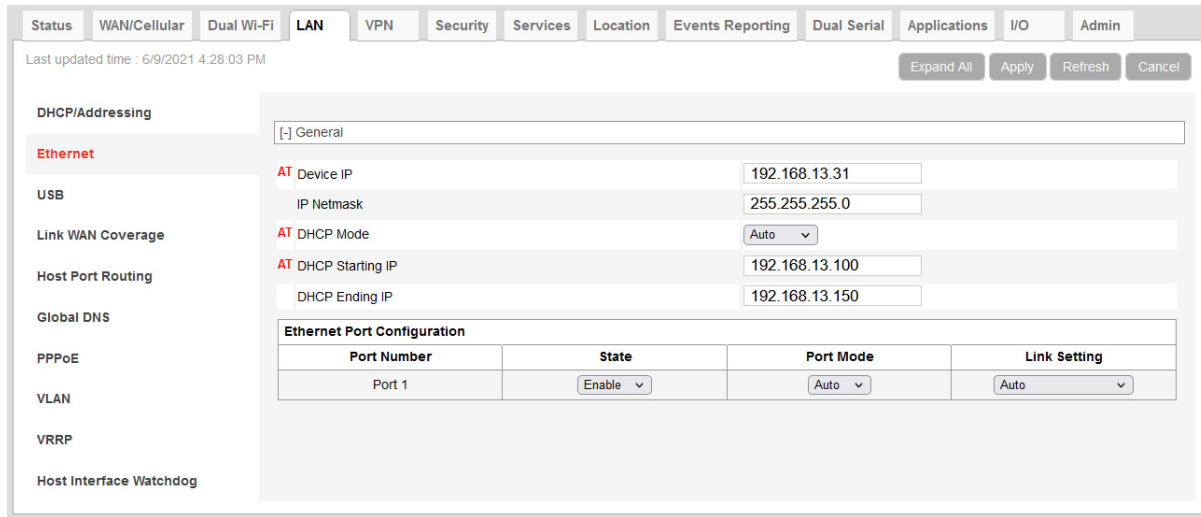 Status WAN/Cellular Dual Wi-Fi LAN VPN Security Services Location Events Reporting Dual Serial Applications I/O Admin
Last updated time : 6/9/2021 4:28:03 PM
Expand All Apply Refresh Cancel
DHCP/Addressing
Ethernet
USB
Link WAN Coverage
Host Port Routing
Global DNS
PPPoE
VLAN
VRRP
Host Interface Watchdog
[-] General
AT Device IP 192.168.13.31
IP Netmask 255.255.255.0
AT DHCP Mode Auto
AT DHCP Starting IP 192.168.13.100
DHCP Ending IP 192.168.13.150
Ethernet Port Configuration
Port Number State Port Mode Link Setting
Port 1 Enable Auto Auto